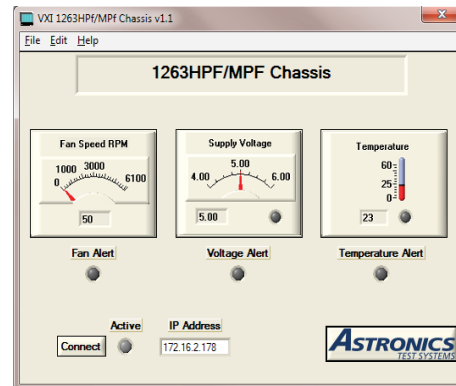 VXI 1263HPf/MPf Chassis v1.1
x
File Edit Help
1263HPF/MPF Chassis
Fan Speed RPM
0 1000 3000 6100
50
Supply Voltage
4.00 5.00 6.00
5.00
Temperature
60
25
0
23
Fan Alert
Voltage Alert
Temperature Alert
Active
IP Address
Connect
172.16.2.178
ASTRONICS
TEST SYSTEMS